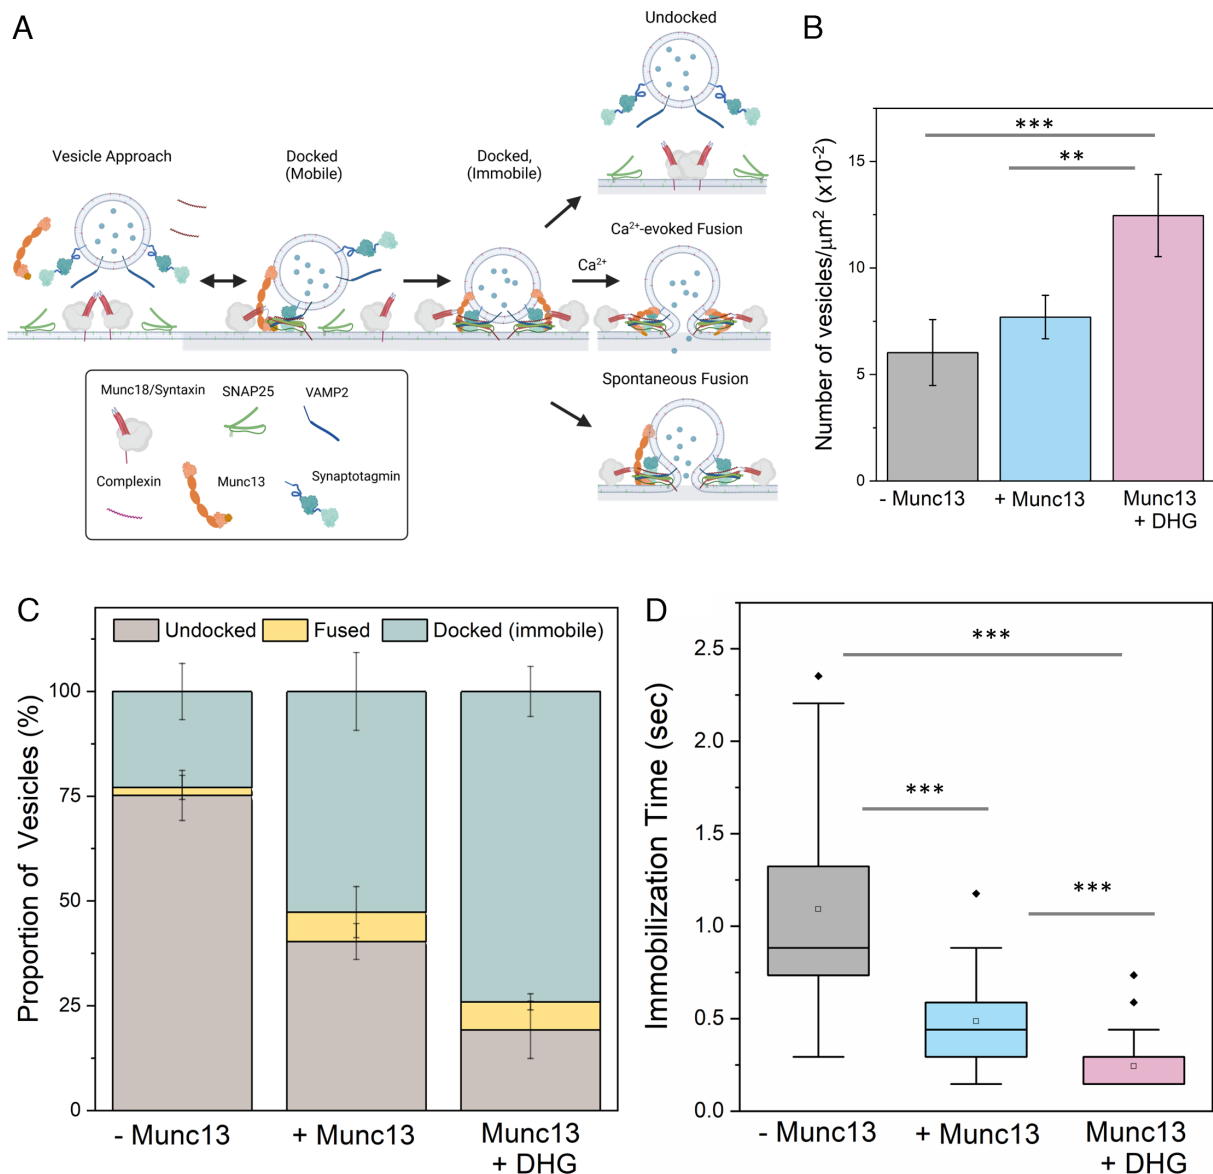 A
Undocked
Vesicle Approach
Docked
(Mobile)
Docked,
(Immobile)
Ca²⁺-evoked Fusion
Ca²⁺
Spontaneous Fusion
Munc18/Syntaxin
SNAP25
VAMP2
Complexin
Munc13
Synaptotagmin
B
Number of vesicles/μm² (x10⁻²)
15
10
5
0
***
**
- Munc13
+ Munc13
Munc13
+ DHG
C
Undocked
Fused
Docked (immobile)
Proportion of Vesicles (%)
100
75
50
25
0
- Munc13
+ Munc13
Munc13
+ DHG
D
Immobilization Time (sec)
2.5
2.0
1.5
1.0
0.5
0.0
***
***
***
- Munc13
+ Munc13
Munc13
+ DHG